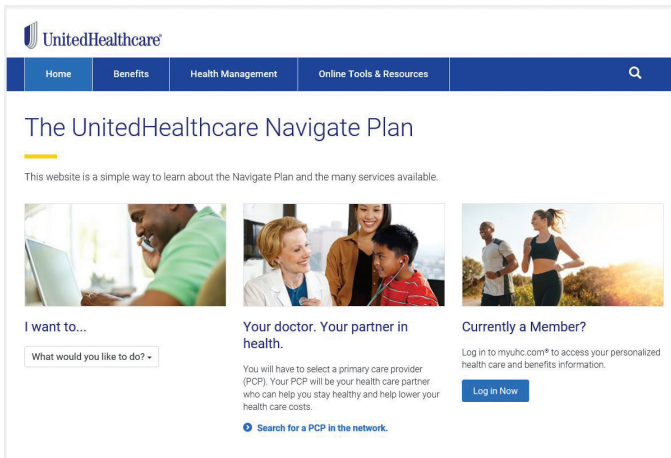 UnitedHealthcare®
Home Benefits Health Management Online Tools & Resources
The UnitedHealthcare Navigate Plan
This website is a simple way to learn about the Navigate Plan and the many services available.
I want to...
What would you like to do?
Your doctor. Your partner in
health.
You will have to select a primary care provider
(PCP). Your PCP will be your health care partner
who can help you stay healthy and help lower your
health care costs.
Search for a PCP in the network.
Currently a Member?
Log in to myuhc.com® to access your personalized
health care and benefits information.
Log in Now